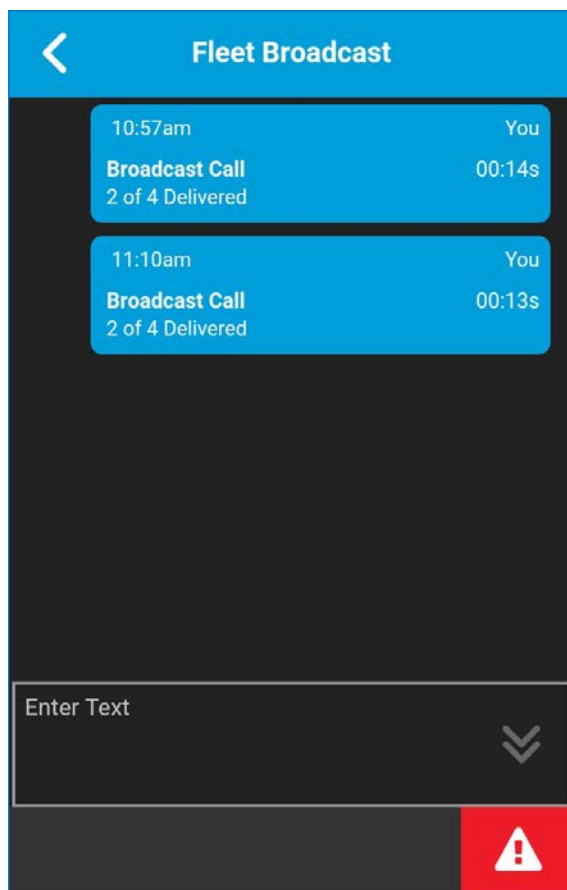 Fleet Broadcast
10:57am You
Broadcast Call 00:14s
2 of 4 Delivered
11:10am You
Broadcast Call 00:13s
2 of 4 Delivered
Enter Text